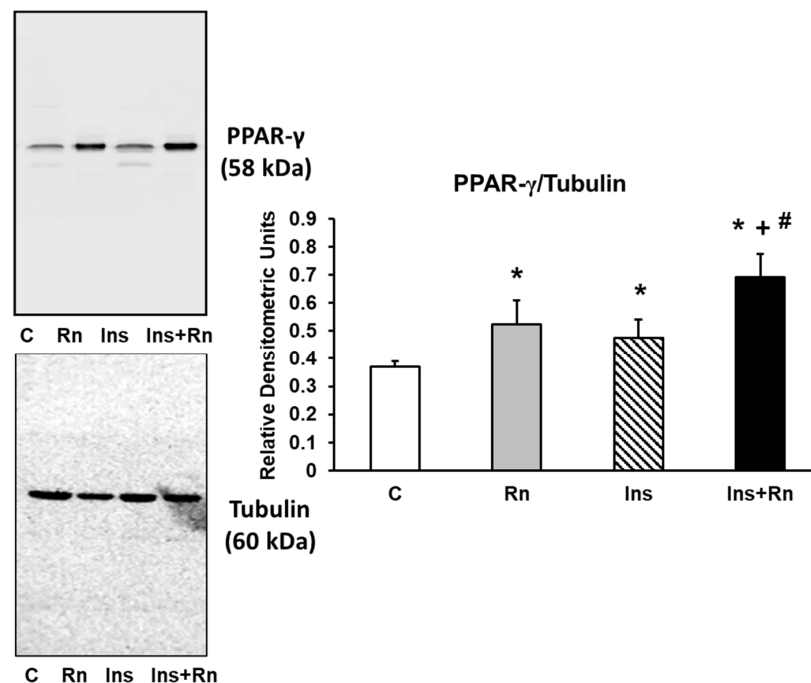 PPAR-γ
(58 kDa)
C Rn Ins Ins+Rn
Tubulin
(60 kDa)
C Rn Ins Ins+Rn
PPAR-γ/Tubulin
Relative Densitometric Units
0.9
0.8
0.7
0.6
0.5
0.4
0.3
0.2
0.1
0
*
*
* + #
C Rn Ins Ins+Rn